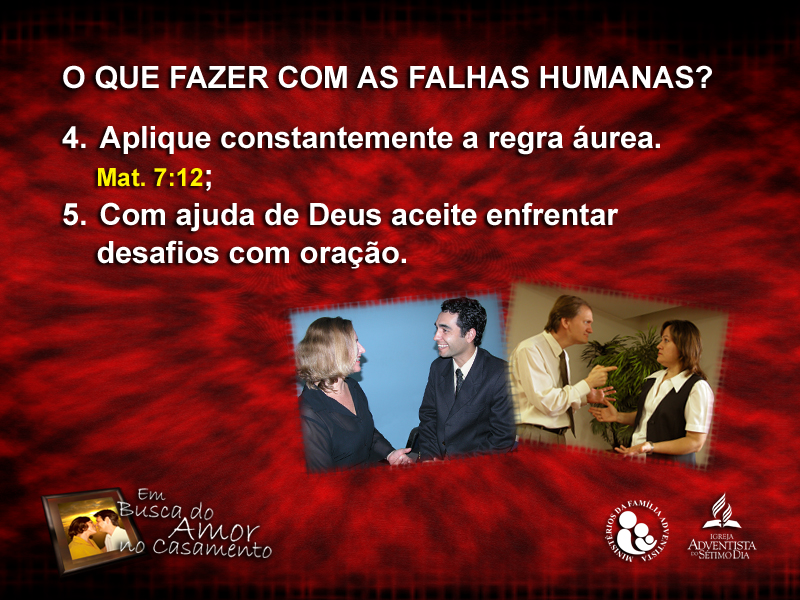 O QUE FAZER COM AS FALHAS HUMANAS?
4. Aplique constantemente a regra áurea.
Mat. 7:12;
5. Com ajuda de Deus aceite enfrentar
desafios com oração.
Em
Busca do
Amor
no Casamento
MINISTÉRIOS DA FAMÍLIA ADVENTISTA
IGREJA
ADVENTISTA
DO SÉTIMO DIA